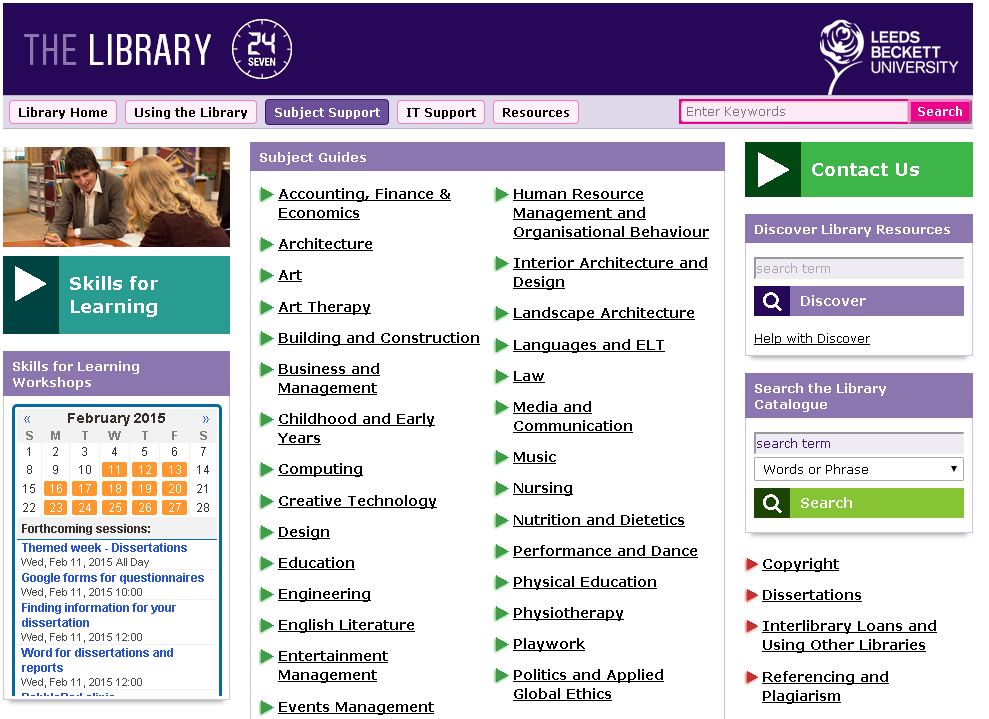 THE LIBRARY
24
SEVEN
LEEDS
BECKETT
UNIVERSITY
Library Home
Using the Library
Subject Support
IT Support
Resources
Enter Keywords
Search
Skills for
Learning
Skills for Learning
Workshops
« February 2015 »
S M T W T F S
1 2 3 4 5 6 7
8 9 10 11 12 13 14
15 16 17 18 19 20 21
22 23 24 25 26 27 28
Forthcoming sessions:
Themed week - Dissertations
Wed, Feb 11, 2015 All Day
Google forms for questionnaires
Wed, Feb 11, 2015 10:00
Finding information for your
dissertation
Wed, Feb 11, 2015 12:00
Word for dissertations and
reports
Wed, Feb 11, 2015 12:00
Subject Guides
Accounting, Finance &
Economics
Architecture
Art
Art Therapy
Building and Construction
Business and
Management
Childhood and Early
Years
Computing
Creative Technology
Design
Education
Engineering
English Literature
Entertainment
Management
Events Management
Human Resource
Management and
Organisational Behaviour
Interior Architecture and
Design
Landscape Architecture
Languages and ELT
Law
Media and
Communication
Music
Nursing
Nutrition and Dietetics
Performance and Dance
Physical Education
Physiotherapy
Playwork
Politics and Applied
Global Ethics
Contact Us
Discover Library Resources
search term
Discover
Help with Discover
Search the Library
Catalogue
search term
Words or Phrase
Search
Copyright
Dissertations
Interlibrary Loans and
Using Other Libraries
Referencing and
Plagiarism